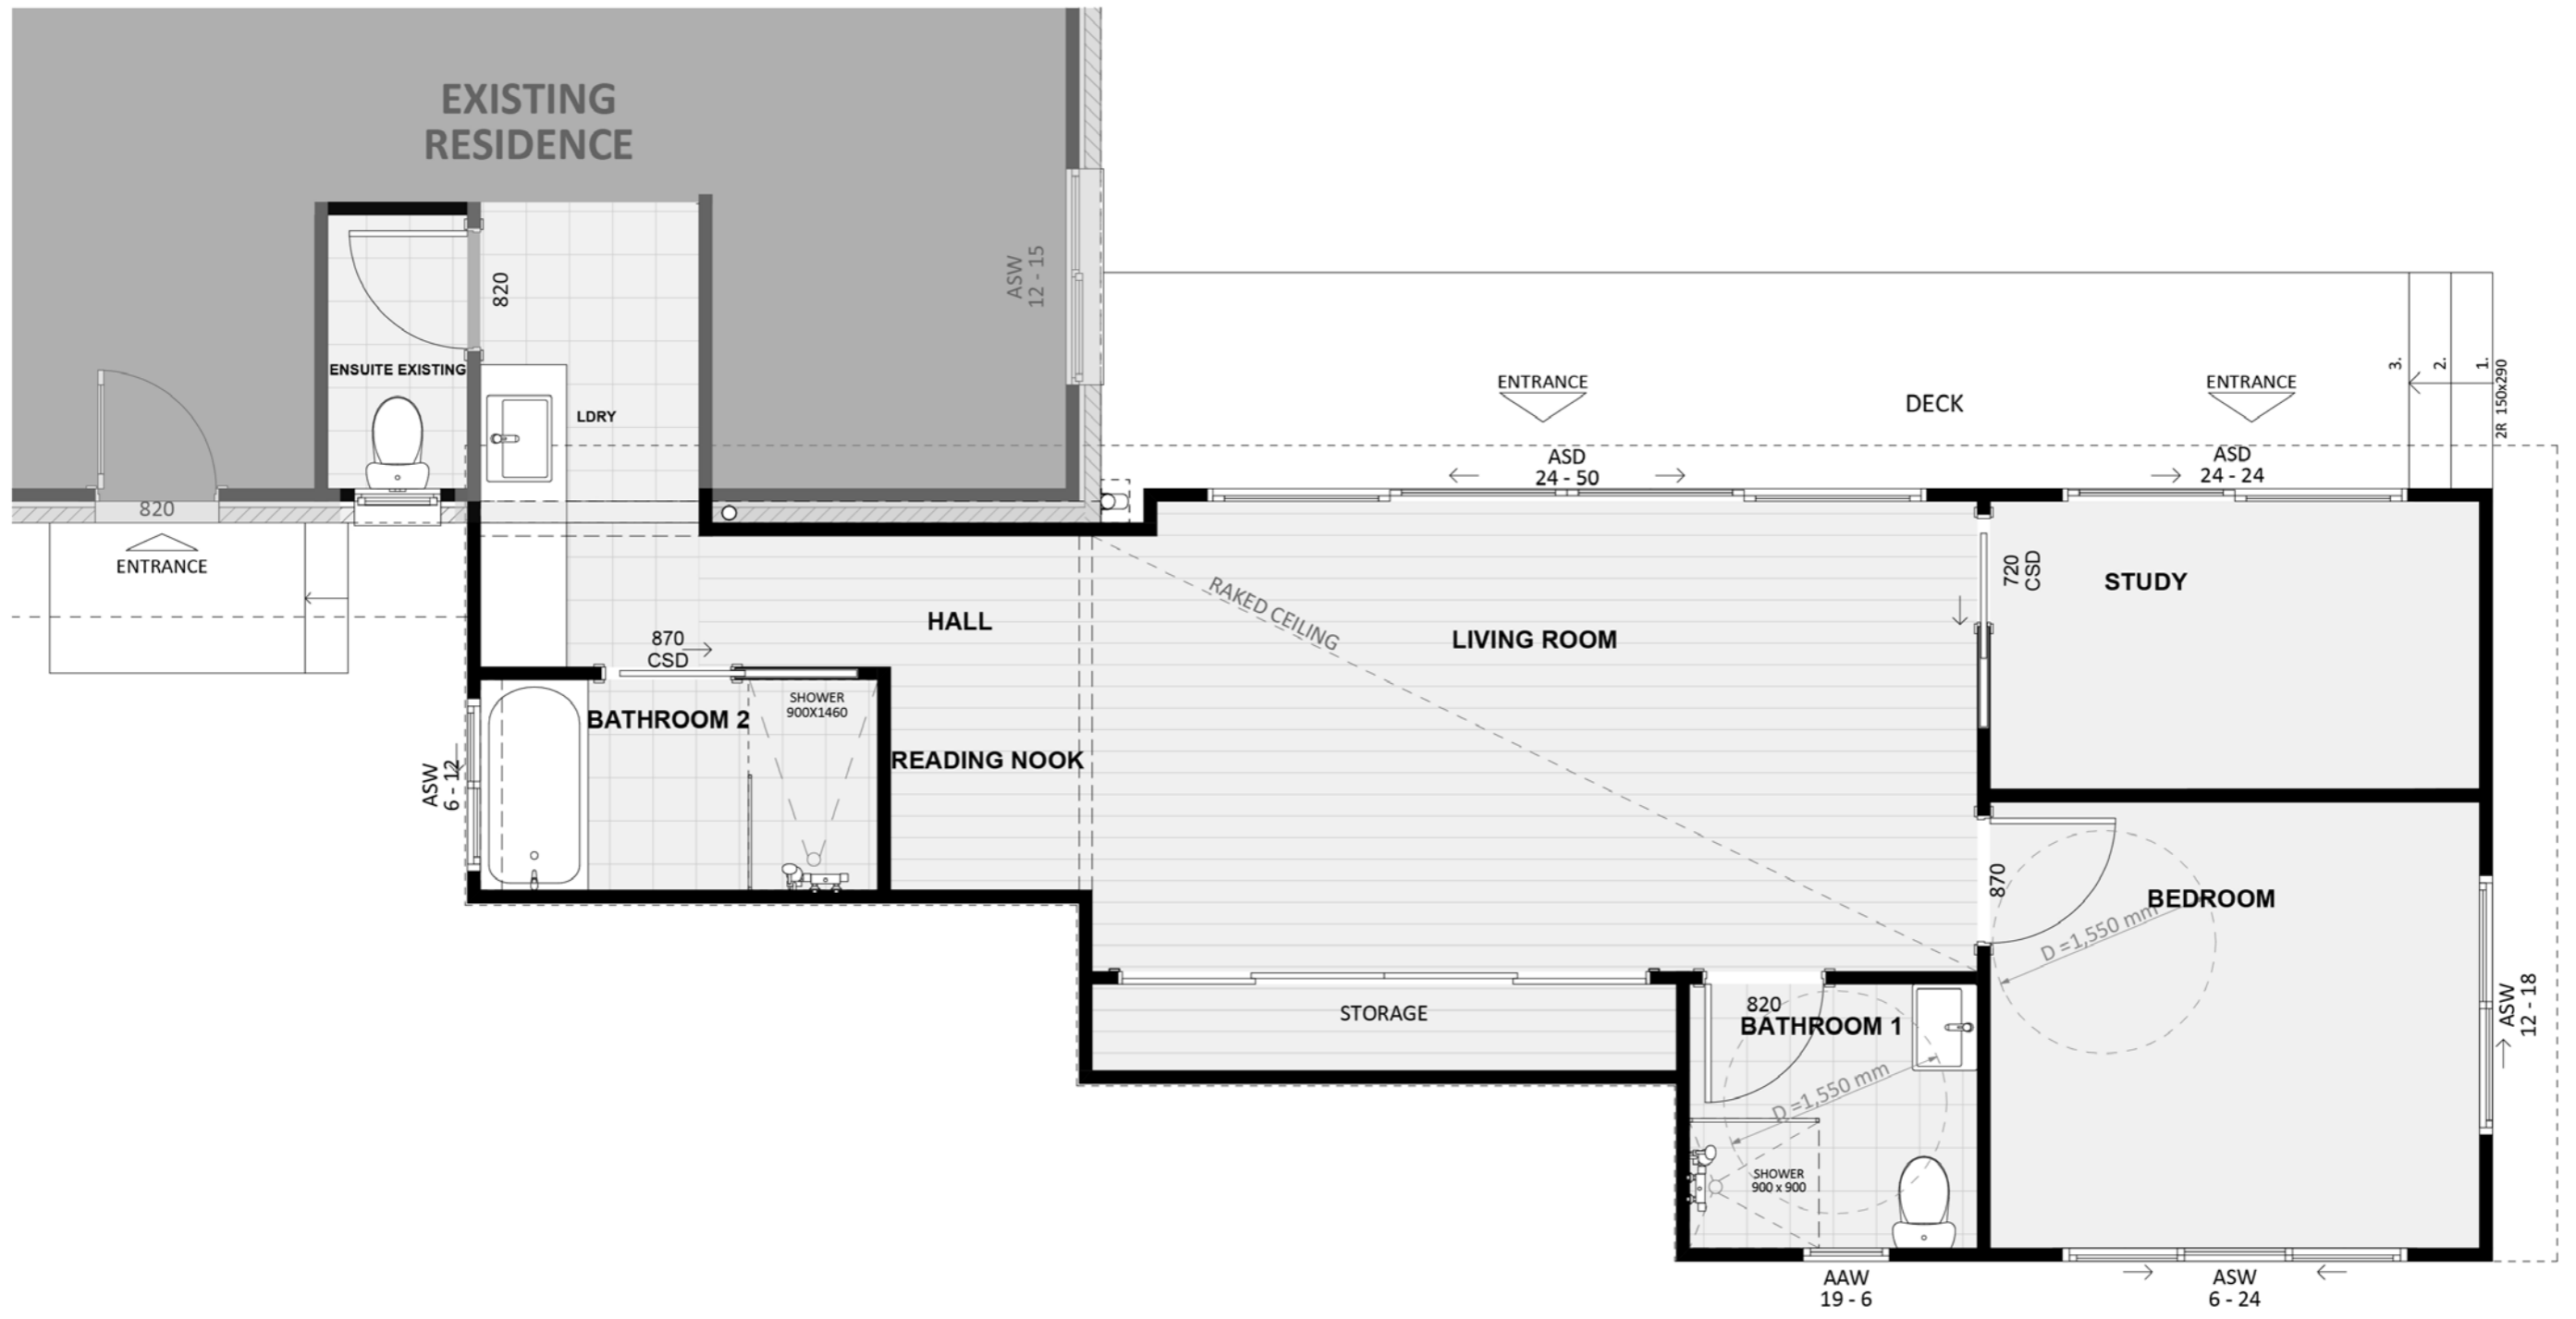 EXISTING
RESIDENCE
820
ENSUITE EXISTING
LDRY
ASW
12 - 15
820
ENTRANCE
ENTRANCE
DECK
ENTRANCE
3.
2.
1.
2R 150x290
ASD
24 - 50
ASD
24 - 24
720
CSD
STUDY
HALL
RAKED CEILING
LIVING ROOM
870
CSD
SHOWER
900X1460
BATHROOM 2
READING NOOK
ASW
6 - 12
870
BEDROOM
D =1,550 mm
STORAGE
820
BATHROOM 1
D =1,550 mm
ASW
12 - 18
SHOWER
900 x 900
AAW
19 - 6
ASW
6 - 24